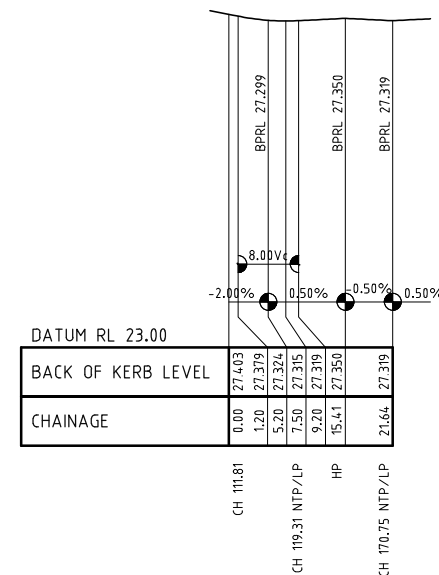 BPRL 27.299
BPRL 27.350
BPRL 27.319
8.00Vc
-2.00% 0.50% -0.50% 0.50%
DATUM RL 23.00
BACK OF KERB LEVEL 27.403 27.379 27.324 27.315 27.319 27.350 27.319
CHAINAGE 0.00 1.20 5.20 7.50 9.20 15.41 21.64
CH 111.81
CH 119.31 NTP/LP
HP
CH 170.75 NTP/LP